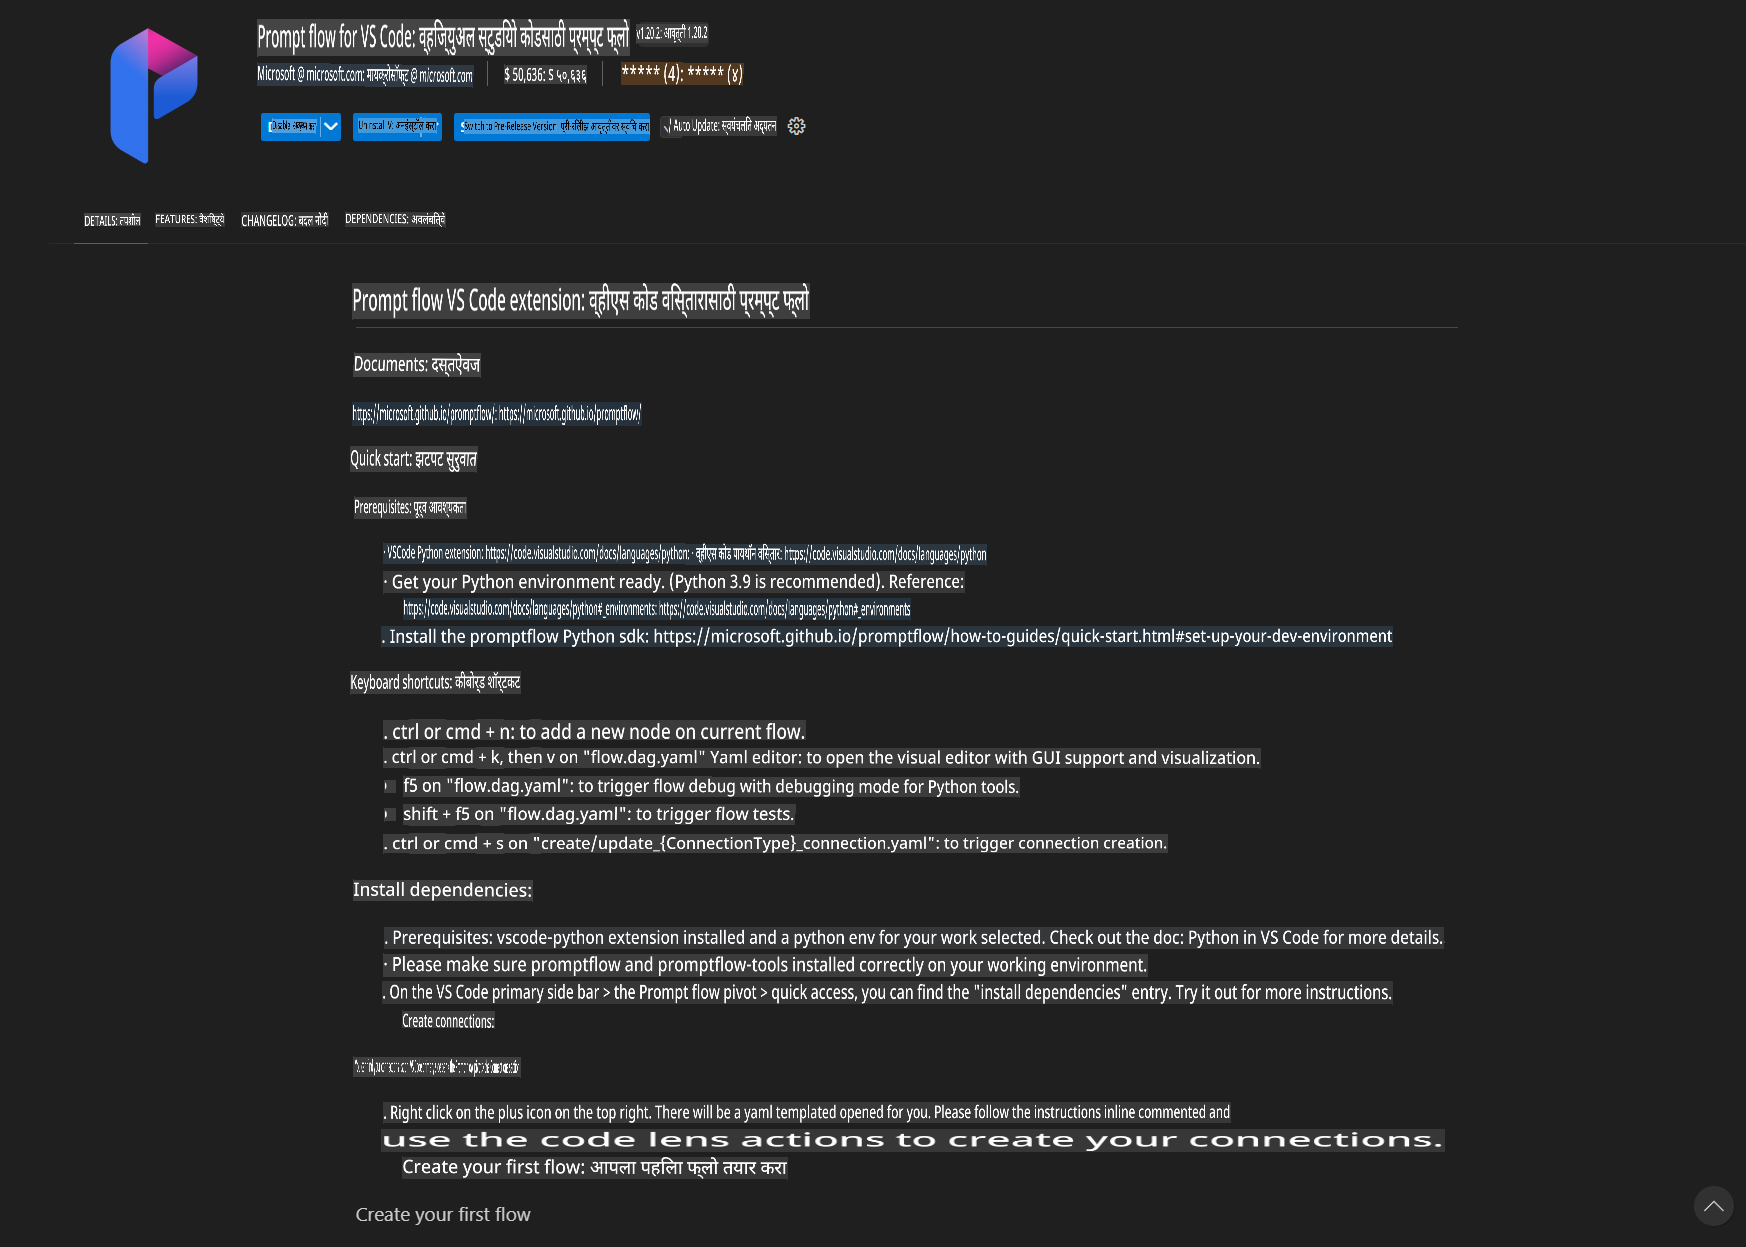 Prompt flow for VS Code: व्हिज्युअल स्टुडिओ कोडसाठी प्रम्प्ट फ्लो v1.20.2: आवृत्ती 1.20.2
Microsoft @ microsoft.com: मायक्रोसॉफ्ट @ microsoft.com $ 50,636: $ ५०,६३६ ***** (4): ***** (४)
Disable: अक्षम करा Uninstall V: अनइंस्टॉल करा Switch to Pre-Release Version: प्री-रिलीझ आवृत्तीवर स्विच करा √ Auto Update: स्वयंचलित अद्यतन
DETAILS: तपशील FEATURES: वैशिष्ट्ये CHANGELOG: बदल नोंदी DEPENDENCIES: अवलंबित्वे
Prompt flow VS Code extension: व्हीएस कोड विस्तारासाठी प्रम्प्ट फ्लो
Documents: दस्तऐवज
https://microsoft.github.io/promptflow/: https://microsoft.github.io/promptflow/
Quick start: झटपट सुरुवात
Prerequisites: पूर्व आवश्यकता
· VSCode Python extension: https://code.visualstudio.com/docs/languages/python: · व्हीएस कोड पायथॉन विस्तार: https://code.visualstudio.com/docs/languages/python
· Get your Python environment ready. (Python 3.9 is recommended). Reference:
https://code.visualstudio.com/docs/languages/python#_environments: https://code.visualstudio.com/docs/languages/python#_environments
. Install the promptflow Python sdk: https://microsoft.github.io/promptflow/how-to-guides/quick-start.html#set-up-your-dev-environment
Keyboard shortcuts: कीबोर्ड शॉर्टकट
. ctrl or cmd + n: to add a new node on current flow.
. ctrl or cmd + k, then v on "flow.dag.yaml" Yaml editor: to open the visual editor with GUI support and visualization.
f5 on "flow.dag.yaml": to trigger flow debug with debugging mode for Python tools.
shift + f5 on "flow.dag.yaml": to trigger flow tests.
. ctrl or cmd + s on "create/update_{ConnectionType}_connection.yaml": to trigger connection creation.
Install dependencies:
. Prerequisites: vscode-python extension installed and a python env for your work selected. Check out the doc: Python in VS Code for more details.
· Please make sure promptflow and promptflow-tools installed correctly on your working environment.
. On the VS Code primary side bar > the Prompt flow pivot > quick access, you can find the "install dependencies" entry. Try it out for more instructions.
Create connections:
. Right click on the plus icon on the top right. There will be a yaml templated opened for you. Please follow the instructions inline commented and
use the code lens actions to create your connections.
Create your first flow: आपला पहिला फ्लो तयार करा
Create your first flow